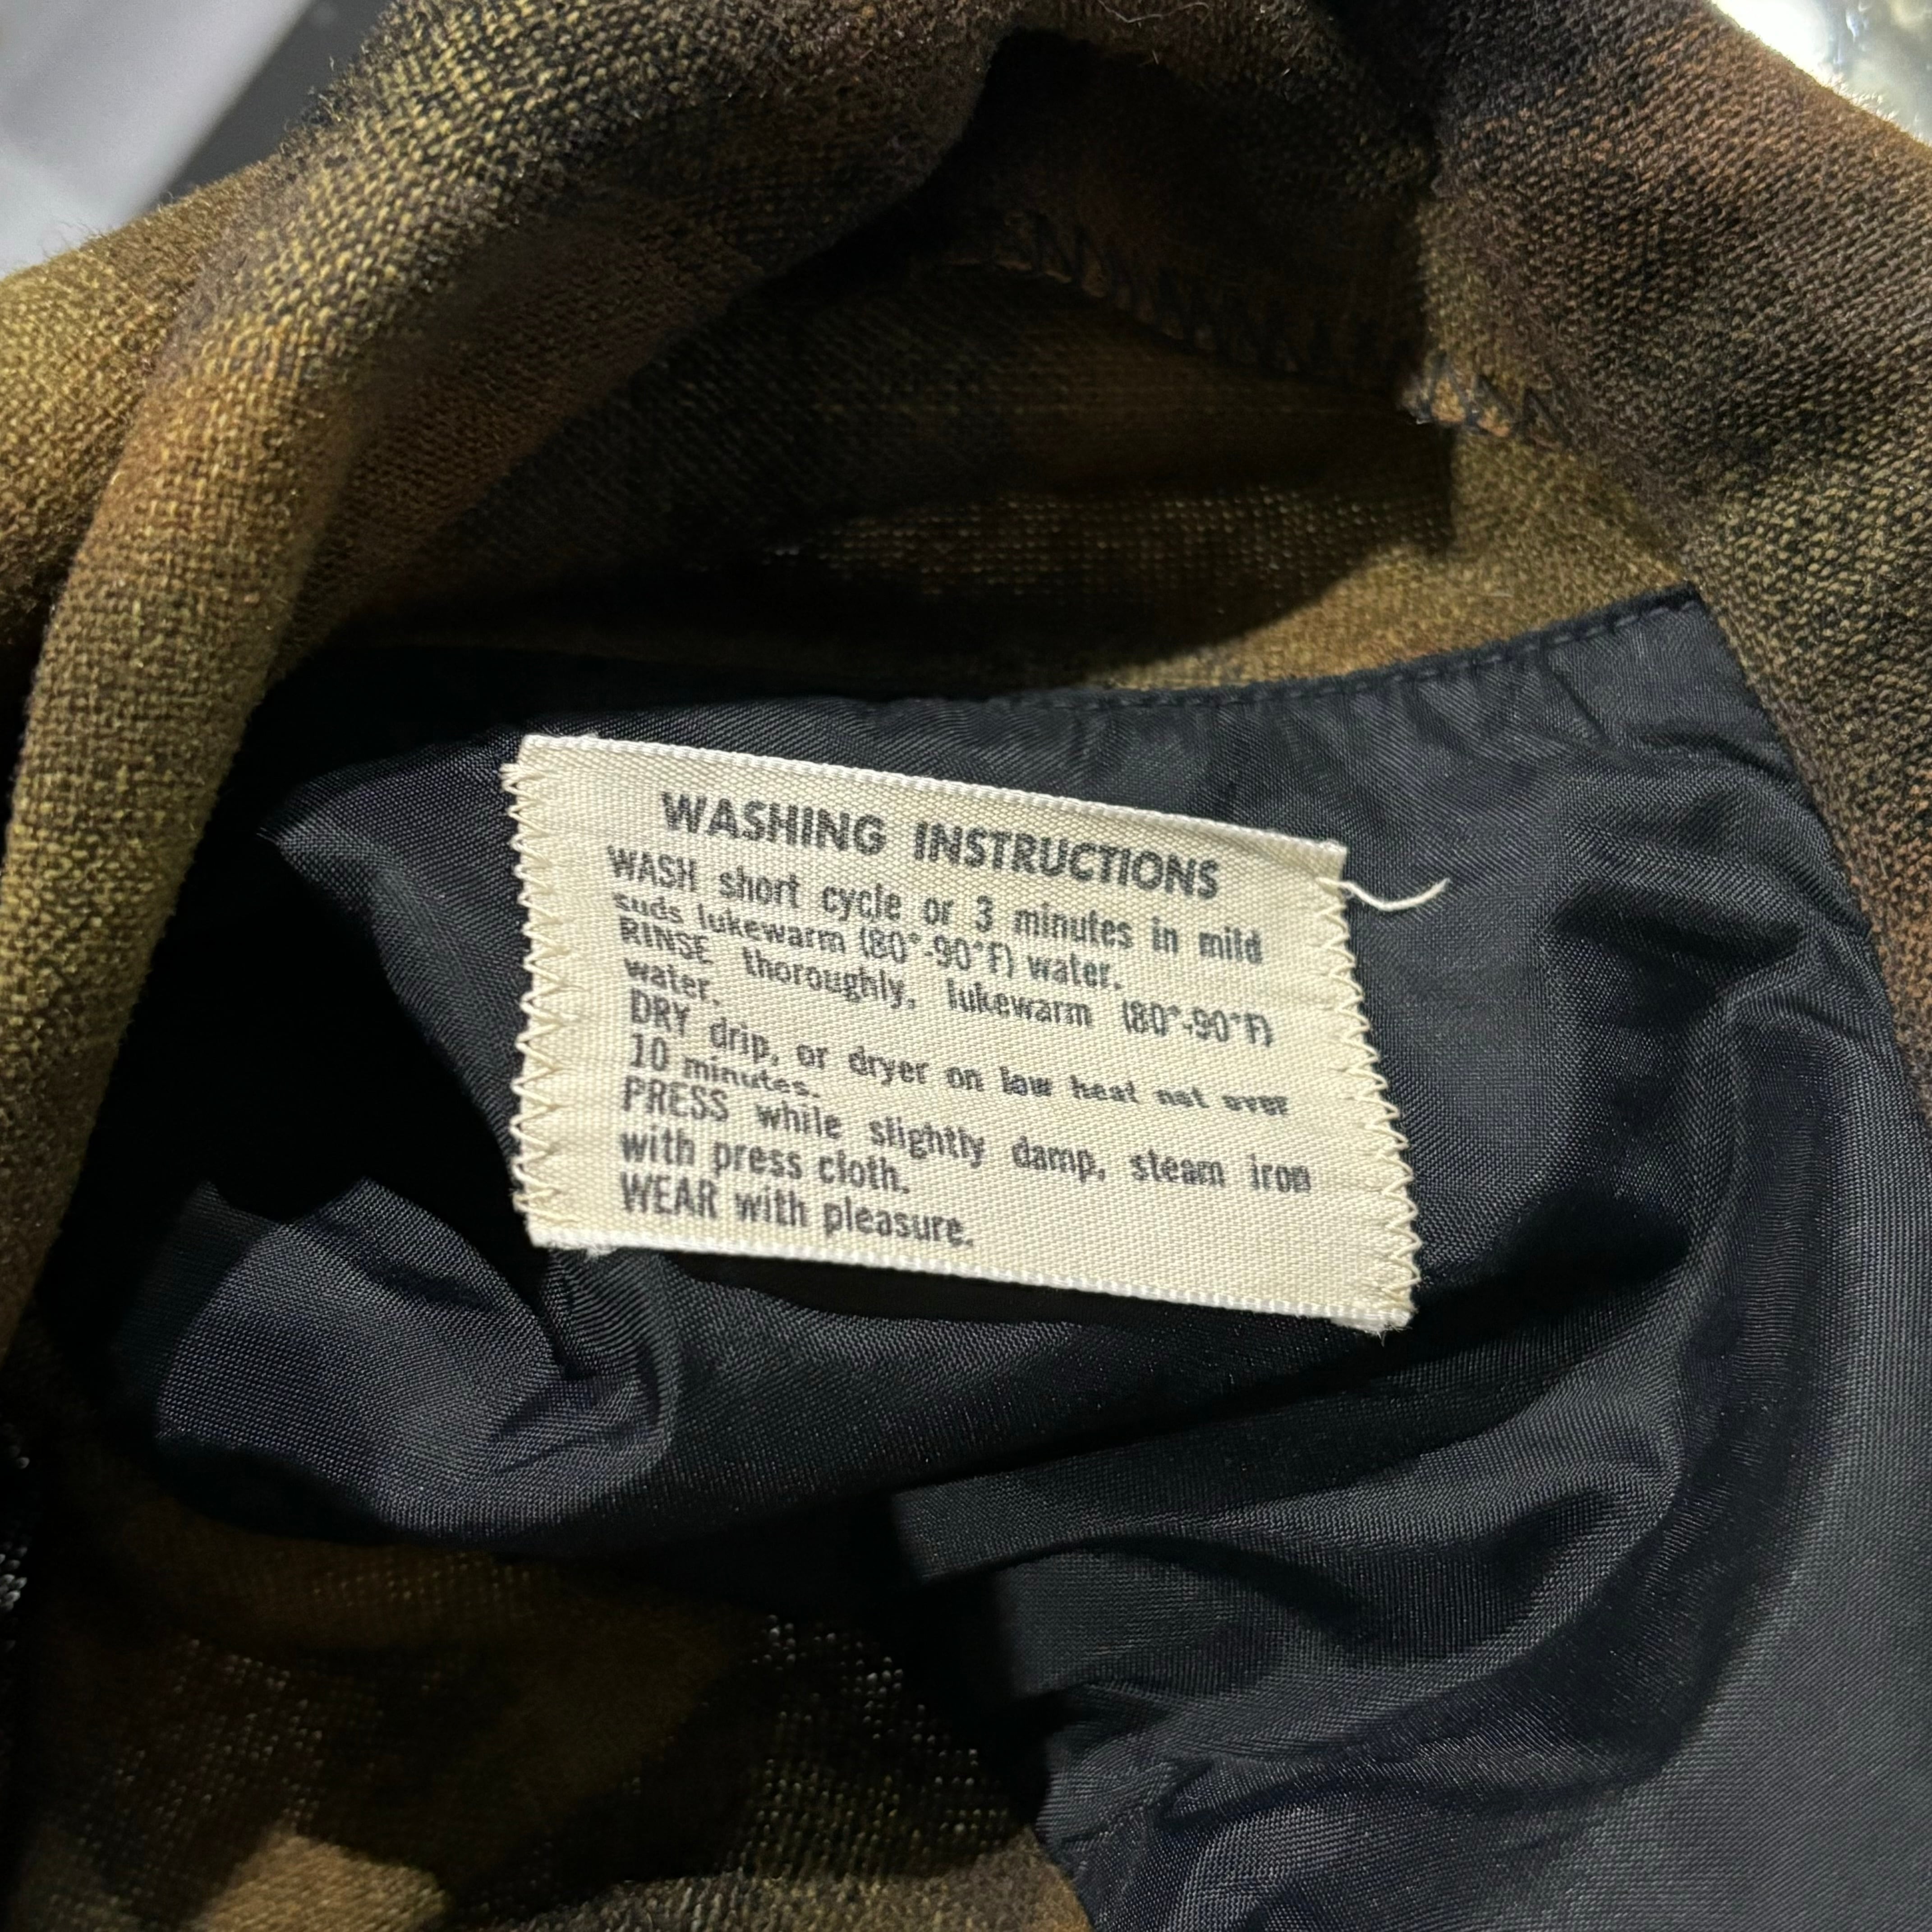 WASHING INSTRUCTIONS
WASH short cycle or 3 minutes in mild
suds lukewarm (80°-90°F) water.
RINSE thoroughly, lukewarm (80°-90°F)
water.
DRY drip, or dryer on low heat not over
10 minutes.
PRESS while slightly damp, steam iron
with press cloth.
WEAR with pleasure.